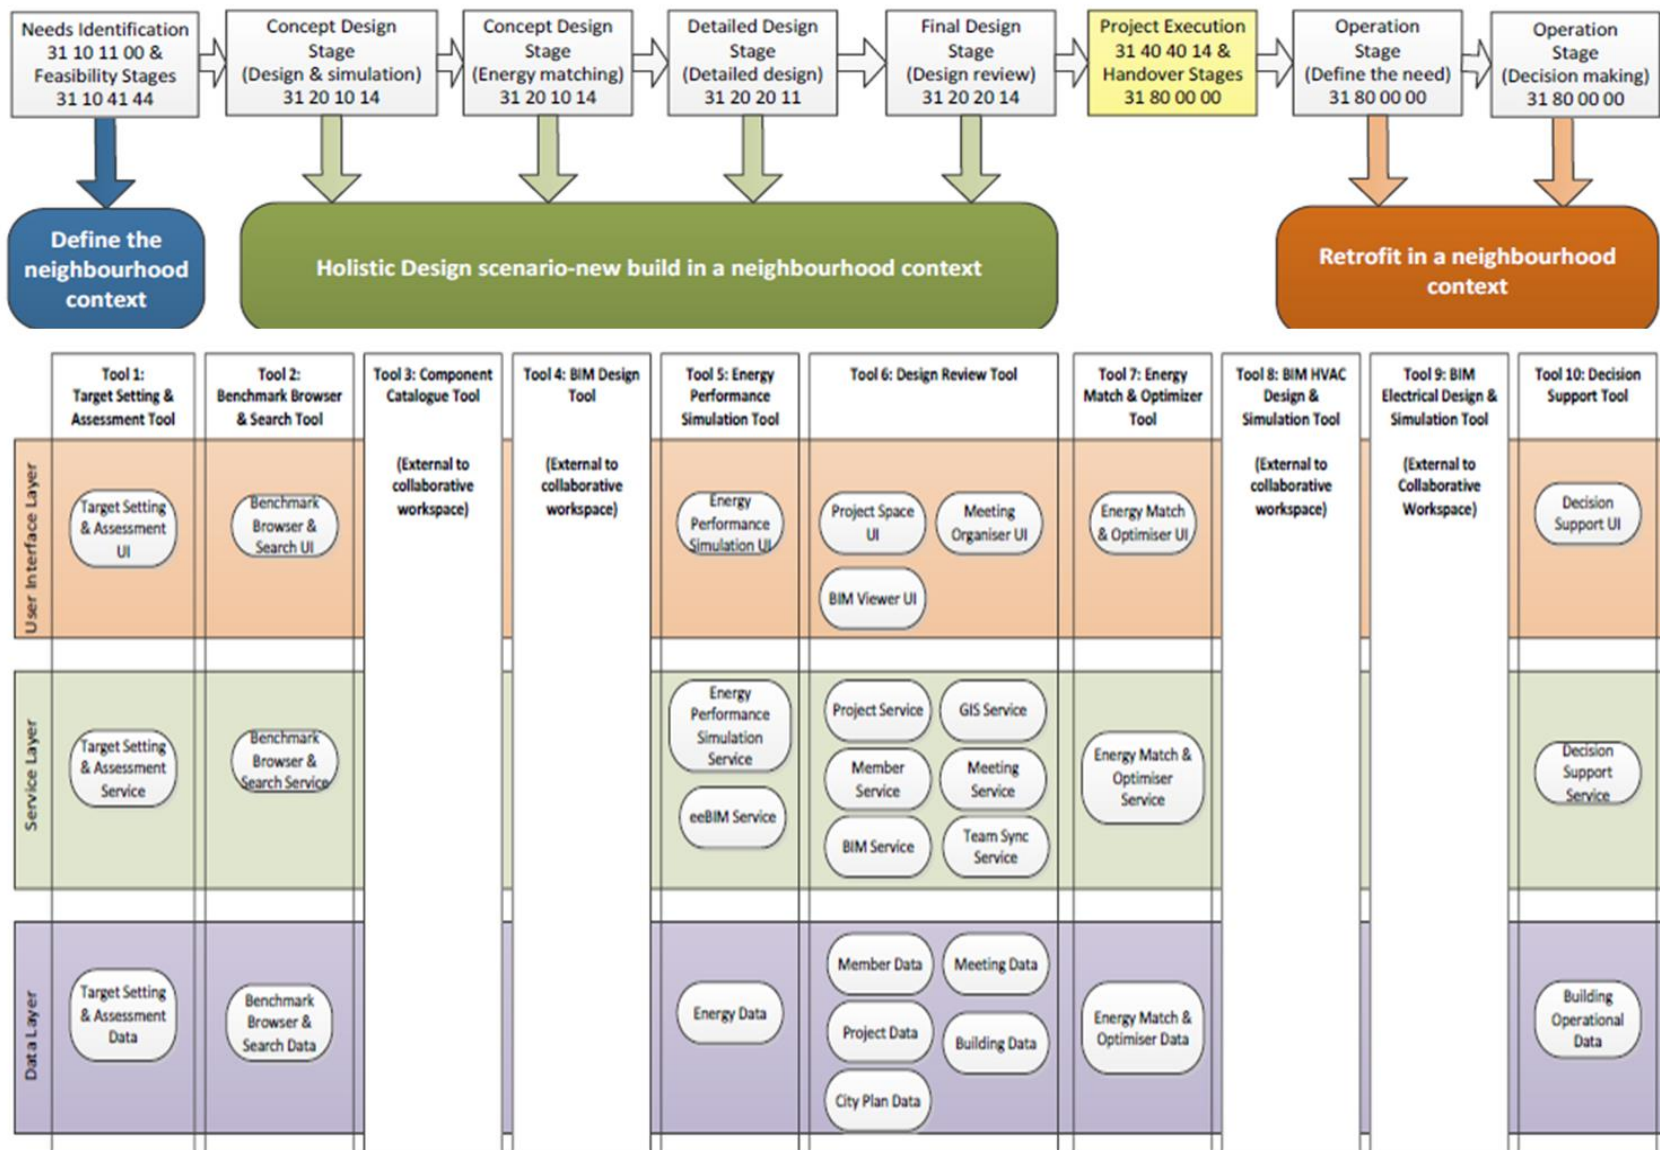 Needs Identification
31 10 11 00 &
Feasibility Stages
31 10 41 44
Concept Design
Stage
(Design & simulation)
31 20 10 14
Concept Design
Stage
(Energy matching)
31 20 10 14
Detailed Design
Stage
(Detailed design)
31 20 20 11
Final Design
Stage
(Design review)
31 20 20 14
Project Execution
31 40 40 14 &
Handover Stages
31 80 00 00
Operation
Stage
(Define the need)
31 80 00 00
Operation
Stage
(Decision making)
31 80 00 00
Define the
neighbourhood
context
Holistic Design scenario-new build in a neighbourhood context
Retrofit in a neighbourhood
context
Tool 1:
Target Setting &
Assessment Tool
Tool 2:
Benchmark Browser
& Search Tool
Tool 3: Component
Catalogue Tool
Tool 4: BIM Design
Tool
Tool 5: Energy
Performance
Simulation Tool
Tool 6: Design Review Tool
Tool 7: Energy
Match & Optimizer
Tool
Tool 8: BIM HVAC
Design &
Simulation Tool
Tool 9: BIM
Electrical Design &
Simulation Tool
Tool 10: Decision
Support Tool
User Interface Layer
Target Setting
& Assessment
UI
Benchmark
Browser &
Search UI
(External to
collaborative
workspace)
(External to
collaborative
workspace)
Energy
Performance
Simulation UI
Project Space
UI
Meeting
Organiser UI
BIM Viewer UI
Energy Match
& Optimiser UI
(External to
collaborative
workspace)
(External to
Collaborative
Workspace)
Decision
Support UI
Service Layer
Target Setting
& Assessment
Service
Benchmark
Browser &
Search Service
Energy
Performance
Simulation
Service
eeBIM Service
Project Service
GIS Service
Member
Service
Meeting
Service
BIM Service
Team Sync
Service
Energy Match &
Optimiser
Service
Decision
Support
Service
Data Layer
Target Setting
& Assessment
Data
Benchmark
Browser &
Search Data
Energy Data
Member Data
Meeting Data
Project Data
Building Data
City Plan Data
Energy Match &
Optimiser Data
Building
Operational
Data